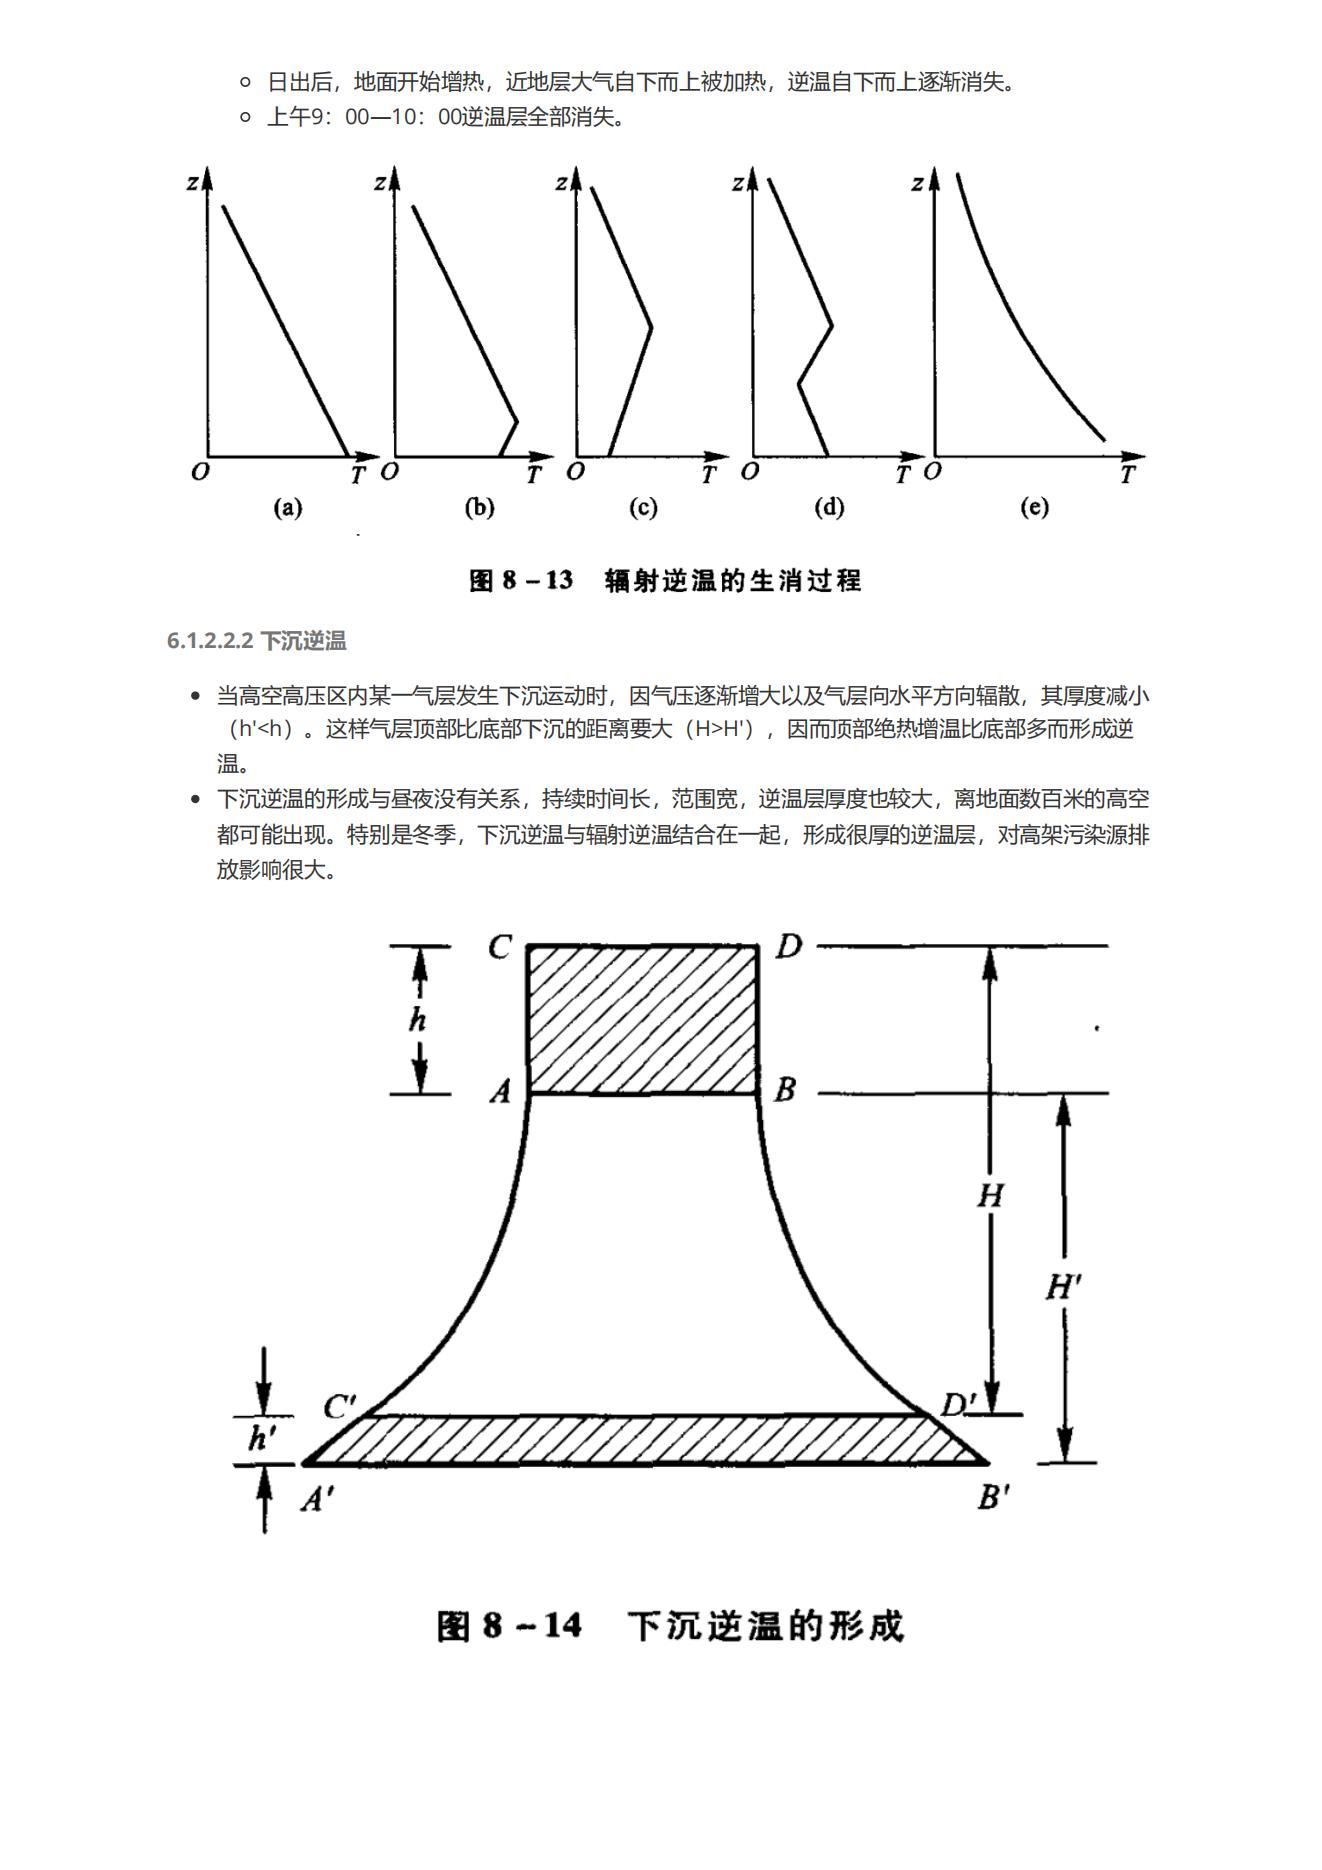 日出后，地面开始增热，近地层大气自下而上被加热，逆温自下而上逐渐消失。
上午9：00—10：00逆温层全部消失。
z z z z z
O T O T O T O T O T
(a) (b) (c) (d) (e)
图 8-13 辐射逆温的生消过程
6.1.2.2.2 下沉逆温
当高空高压区内某一气层发生下沉运动时，因气压逐渐增大以及气层向水平方向辐散，其厚度减小
（h'<h）。这样气层顶部比底部下沉的距离要大（H>H'），因而顶部绝热增温比底部多而形成逆
温。
下沉逆温的形成与昼夜没有关系，持续时间长，范围宽，逆温层厚度也较大，离地面数百米的高空
都可能出现。特别是冬季，下沉逆温与辐射逆温结合在一起，形成很厚的逆温层，对高架污染源排
放影响很大。
C D
h
A B
H
H'
C' D'
h'
A' B'
图 8-14 下沉逆温的形成